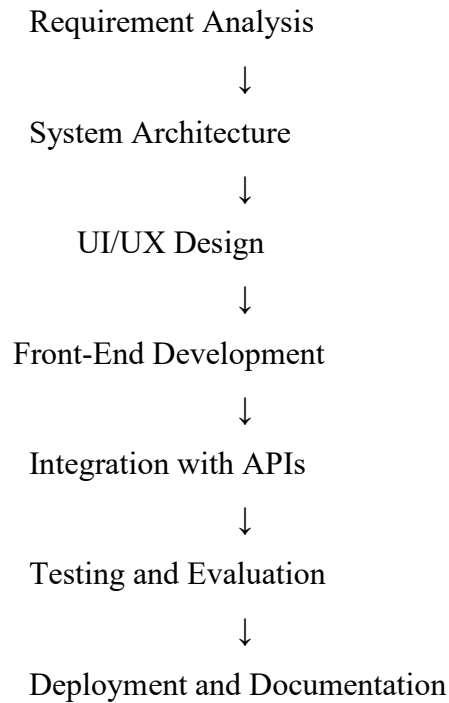 Requirement Analysis
↓
System Architecture
↓
UI/UX Design
↓
Front-End Development
↓
Integration with APIs
↓
Testing and Evaluation
↓
Deployment and Documentation